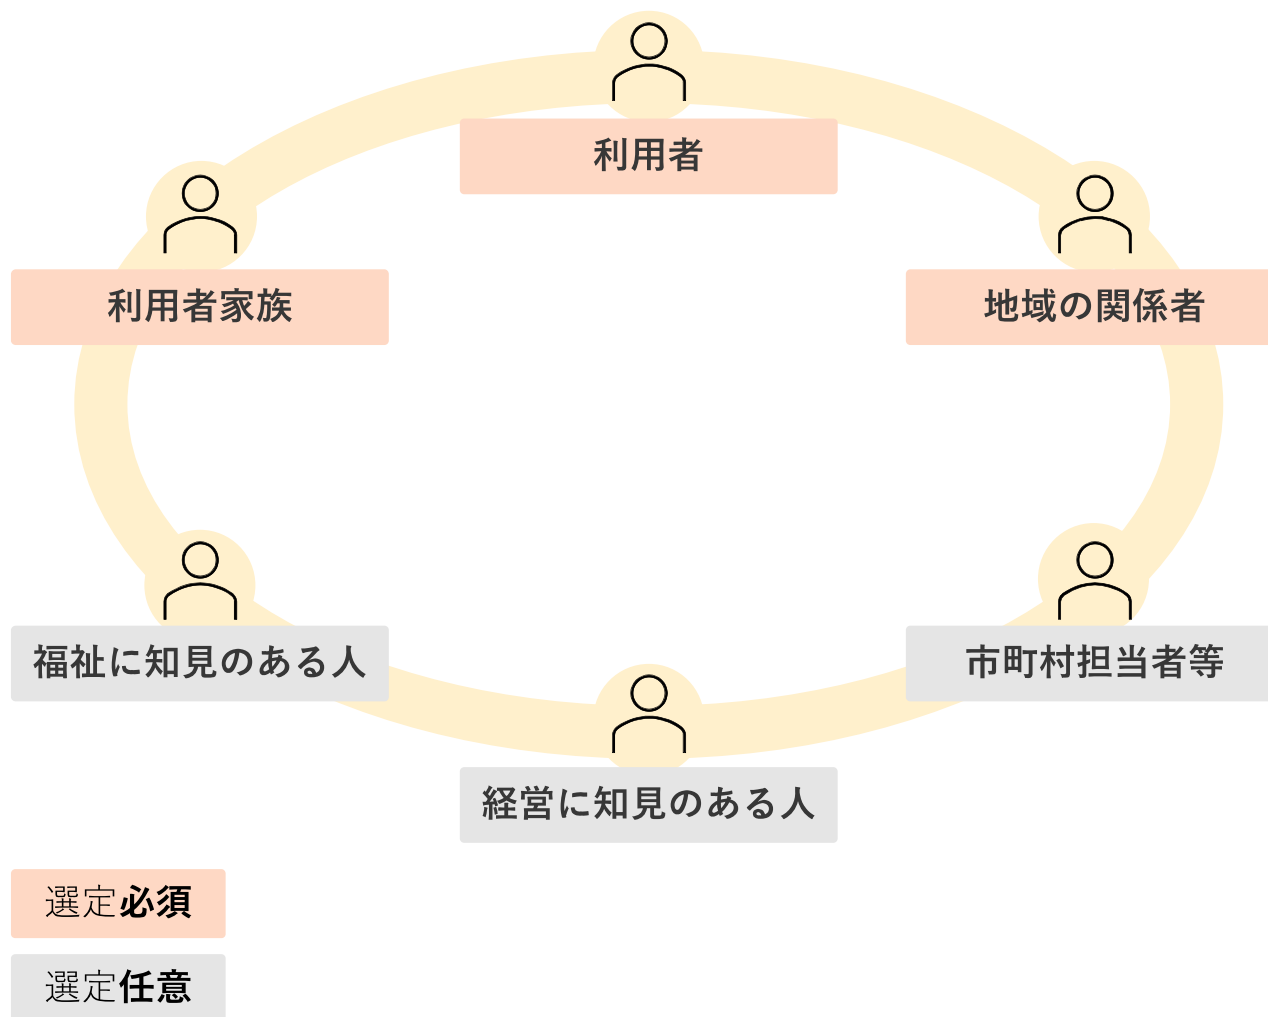 利用者
利用者家族
地域の関係者
福祉に知見のある人
市町村担当者等
経営に知見のある人
選定必須
選定任意